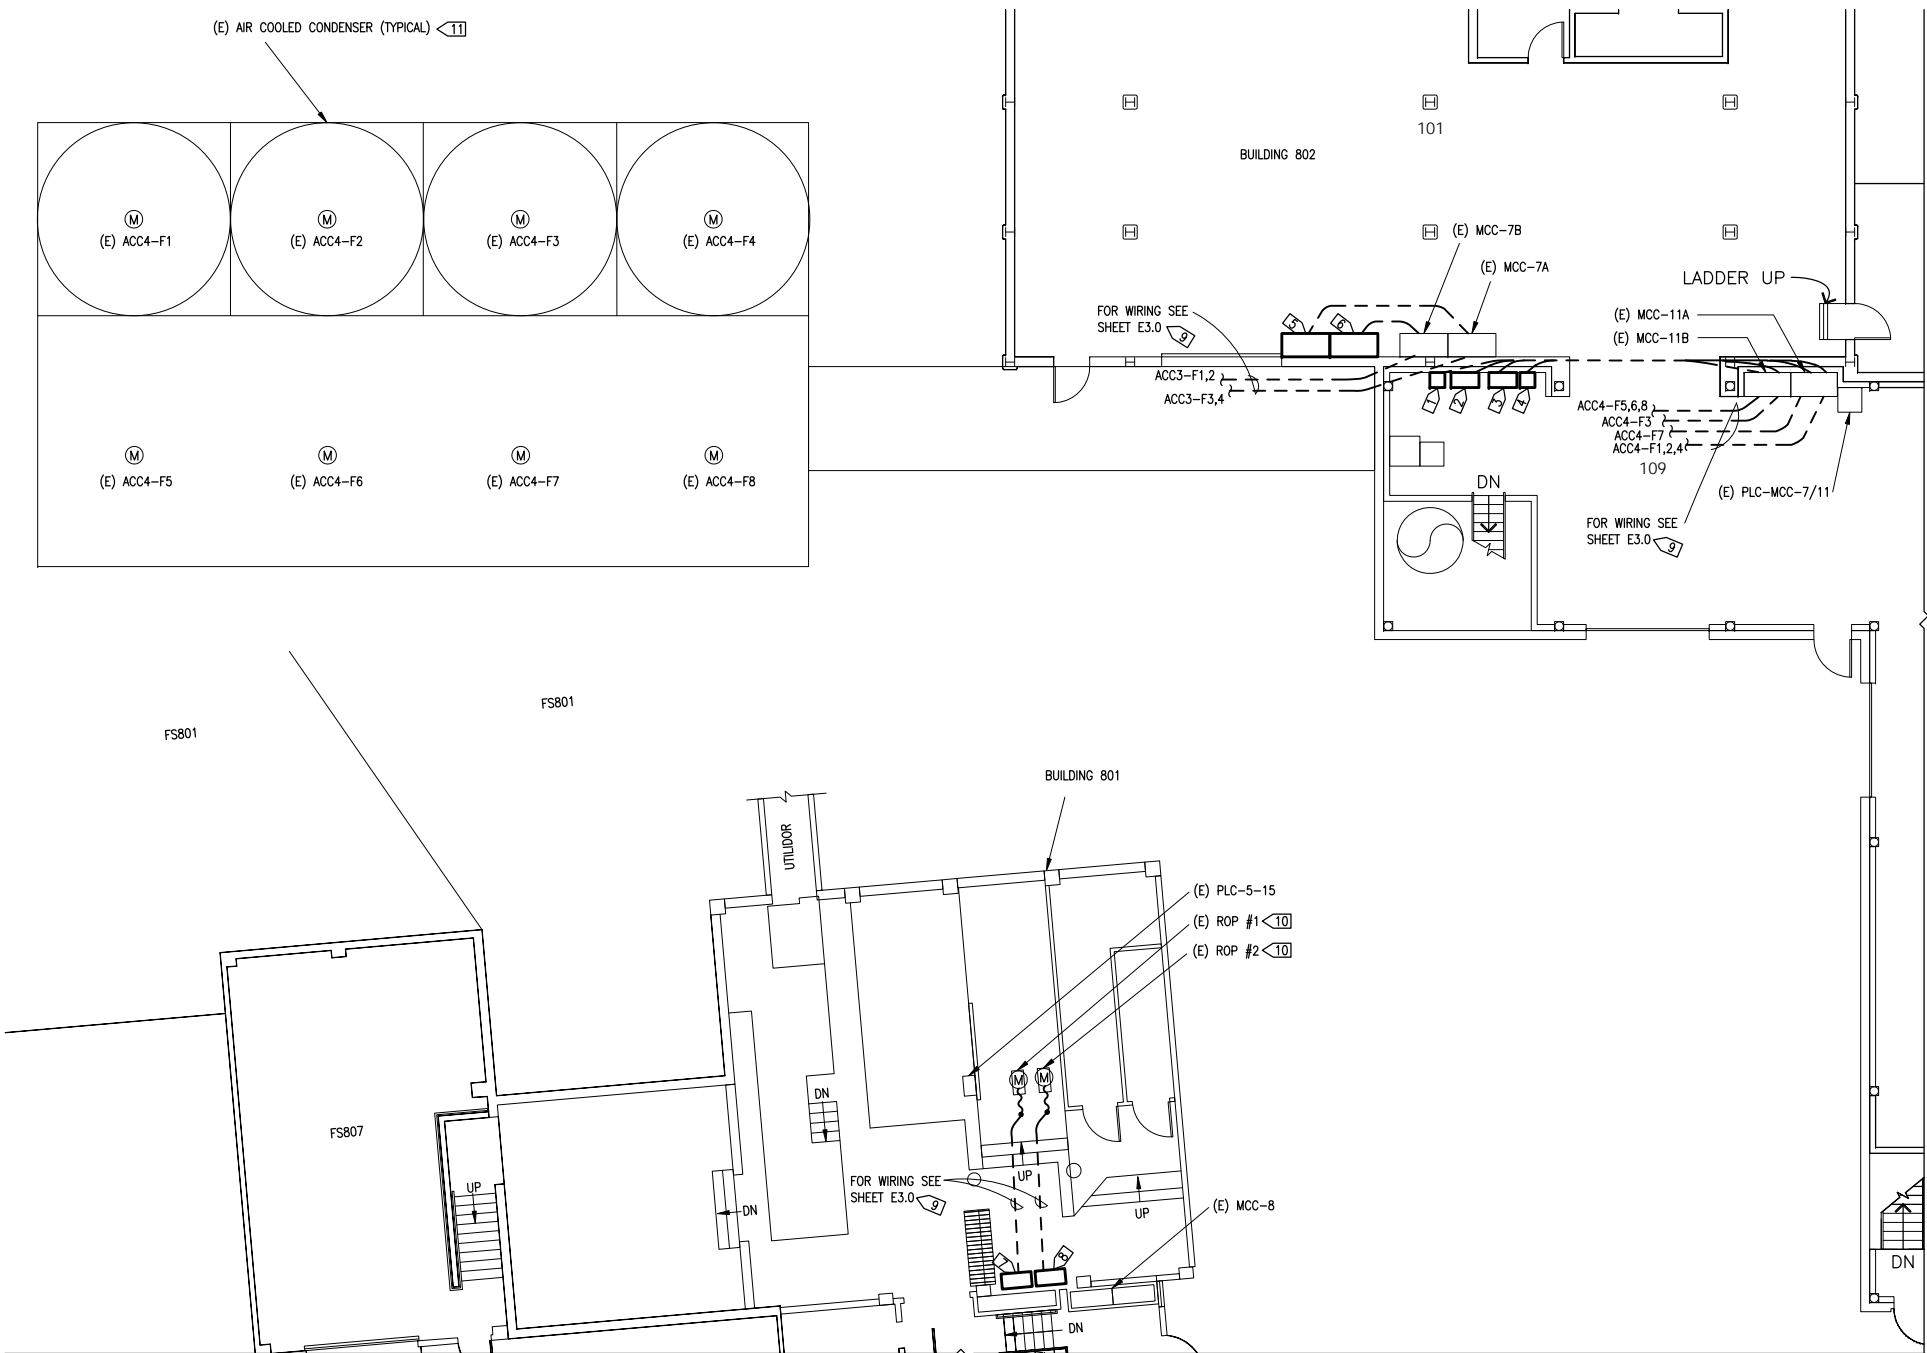 (E) AIR COOLED CONDENSER (TYPICAL) 11
(E) ACC4-F1
(E) ACC4-F2
(E) ACC4-F3
(E) ACC4-F4
M
M
M
M
(E) ACC4-F5
(E) ACC4-F6
(E) ACC4-F7
(E) ACC4-F8
M
M
M
M
101
BUILDING 802
(E) MCC-7B
(E) MCC-7A
LADDER UP
FOR WIRING SEE
SHEET E3.0 9
5
6
(E) MCC-11A
(E) MCC-11B
ACC3-F1,2
ACC3-F3,4
1
2
3
4
ACC4-F5,6,8
ACC4-F3
ACC4-F7
ACC4-F1,2,4
109
(E) PLC-MCC-7/11
DN
FOR WIRING SEE
SHEET E3.0 9
FS801
FS801
BUILDING 801
UTILIDOR
(E) PLC-5-15
(E) ROP #1 10
(E) ROP #2 10
M
M
DN
FS807
UP
DN
FOR WIRING SEE
SHEET E3.0 9
UP
UP
(E) MCC-8
7
8
DN
DN